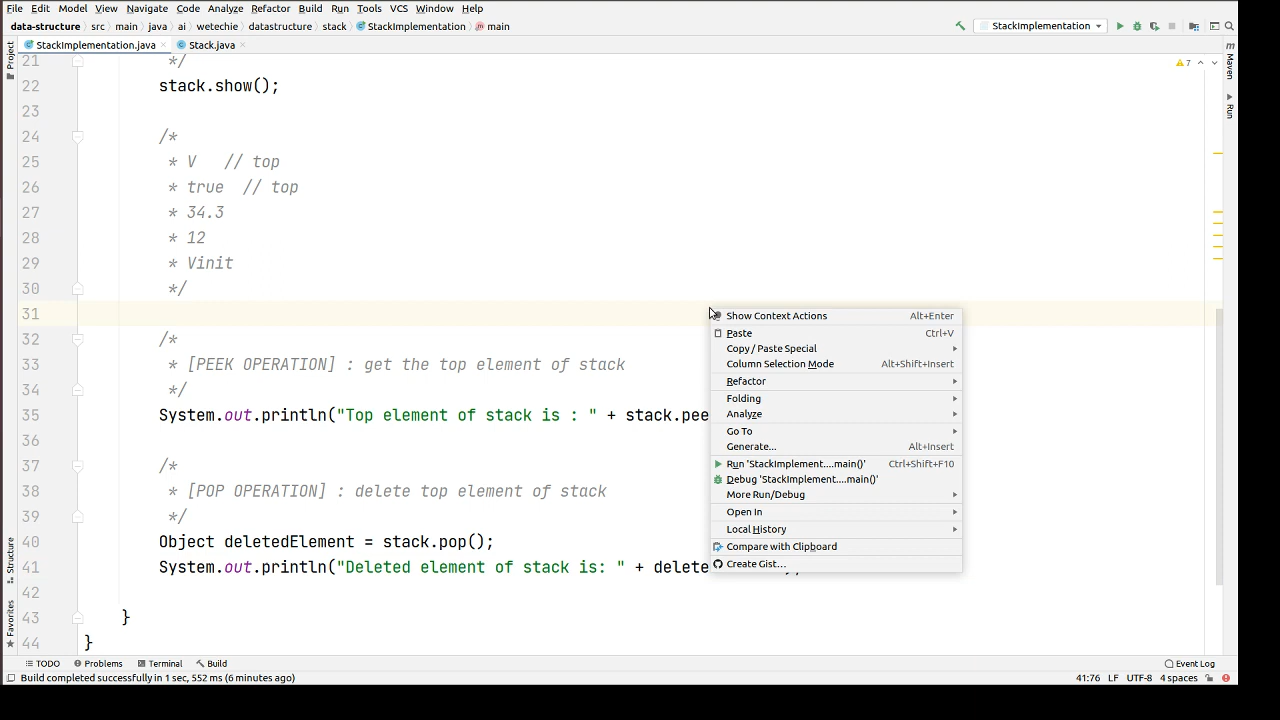 File Edit Model View Navigate Code Analyze Refactor Build Run Tools VCS Window Help
data-structure src main java ai wetechie datastructure stack StackImplementation main StackImplementation
StackImplementation.java Stack.java
Project
Maven
Run
7
21 */
22 stack.show();
23
24 /*
25 * V // top
26 * true // top
27 * 34.3
28 * 12
29 * Vinit
30 */
31
32 /*
33 * [PEEK OPERATION] : get the top element of stack
34 */
35 System.out.println("Top element of stack is : " + stack.pee
36
37 /*
38 * [POP OPERATION] : delete top element of stack
39 */
40 Object deletedElement = stack.pop();
41 System.out.println("Deleted element of stack is: " + delete
42
43 }
44 }
Show Context Actions Alt+Enter
Paste Ctrl+V
Copy / Paste Special
Column Selection Mode Alt+Shift+Insert
Refactor
Folding
Analyze
Go To
Generate... Alt+Insert
Run 'StackImplement....main()' Ctrl+Shift+F10
Debug 'StackImplement....main()'
More Run/Debug
Open In
Local History
Compare with Clipboard
Create Gist...
Structure
Favorites
TODO Problems Terminal Build Event Log
Build completed successfully in 1 sec, 552 ms (6 minutes ago) 41:76 LF UTF-8 4 spaces